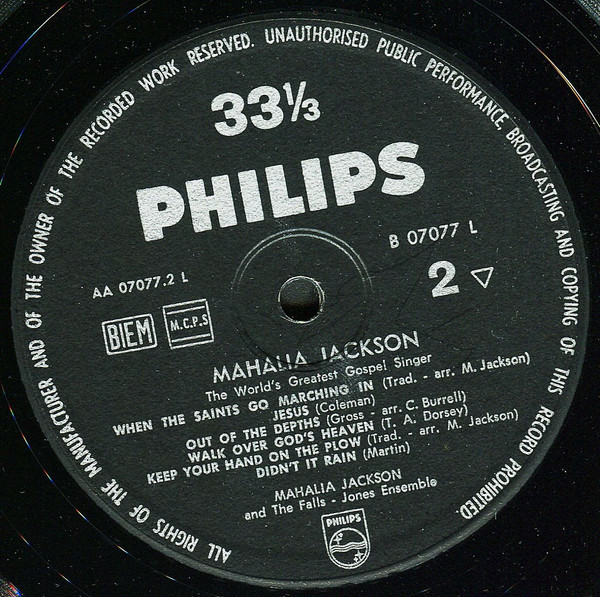 ALL RIGHTS OF THE MANUFACTURER AND OF THE OWNER OF THE RECORDED WORK RESERVED. UNAUTHORISED PUBLIC PERFORMANCE, BROADCASTING AND COPYING OF THIS RECORD PROHIBITED.
33⅓
PHILIPS
B 07077 L
AA 07077.2 L
2
BIEM
M.C.P.S
MAHALIA JACKSON
The World's Greatest Gospel Singer
WHEN THE SAINTS GO MARCHING IN (Trad. - arr. M. Jackson)
JESUS (Coleman)
OUT OF THE DEPTHS (Gross - arr. C. Burrell)
WALK OVER GOD'S HEAVEN (T. A. Dorsey)
KEEP YOUR HAND ON THE PLOW (Trad. - arr. M. Jackson)
DIDN'T IT RAIN (Martin)
MAHALIA JACKSON
and The Falls - Jones Ensemble
PHILIPS